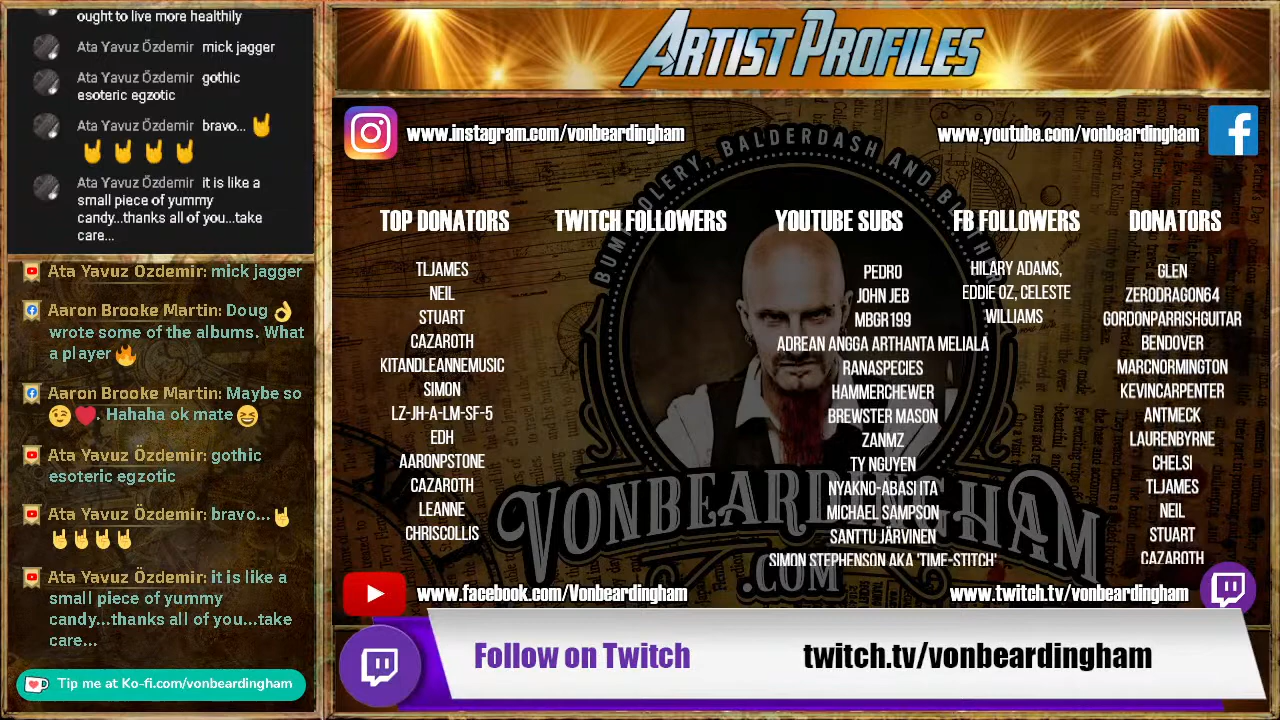 ought to live more healthily
Ata Yavuz Özdemir mick jagger
Ata Yavuz Özdemir gothic
esoteric egzotic
Ata Yavuz Özdemir bravo... 🤘
🤘 🤘 🤘 🤘
Ata Yavuz Özdemir it is like a
small piece of yummy
candy...thanks all of you...take
care...
Ata Yavuz Ozdemir: mick jagger
Aaron Brooke Martin: Doug 👌
wrote some of the albums. What
a player 🔥
Aaron Brooke Martin: Maybe so
😉❤️. Hahaha ok mate 😆
Ata Yavuz Özdemir: gothic
esoteric egzotic
Ata Yavuz Özdemir: bravo...🤘
🤘🤘🤘🤘
Ata Yavuz Özdemir: it is like a
small piece of yummy
candy...thanks all of you...take
care...
Tip me at Ko-fi.com/vonbeardingham
ARTIST PROFILES
www.instagram.com/vonbeardingham
www.youtube.com/vonbeardingham
BALDERDASH AND
TOP DONATORS
TLJAMES
NEIL
STUART
CAZAROTH
KITANDLEANNEMUSIC
SIMON
LZ-JH-A-LM-SF-5
EDH
AARONPSTONE
CAZAROTH
LEANNE
CHRISCOLLIS
TWITCH FOLLOWERS
YOUTUBE SUBS
PEDRO
JOHN JEB
MBGR199
ADREAN ANGGA ARTHANTA MELIALA
RANASPECIES
HAMMERCHEWER
BREWSTER MASON
ZANMZ
TY NGUYEN
NYAKNO-ABASI ITA
MICHAEL SAMPSON
SANTTU JÄRVINEN
SIMON STEPHENSON AKA 'TIME-STITCH'
FB FOLLOWERS
HILARY ADAMS,
EDDIE OZ, CELESTE
WILLIAMS
DONATORS
GLEN
ZERODRAGON64
GORDONPARRISHGUITAR
BENDOVER
MARCNORMINGTON
KEVINCARPENTER
ANTMECK
LAURENBYRNE
CHELSI
TLJAMES
NEIL
STUART
CAZAROTH
VONBEARDINGHAM
.COM
www.facebook.com/Vonbeardingham
www.twitch.tv/vonbeardingham
Follow on Twitch
twitch.tv/vonbeardingham